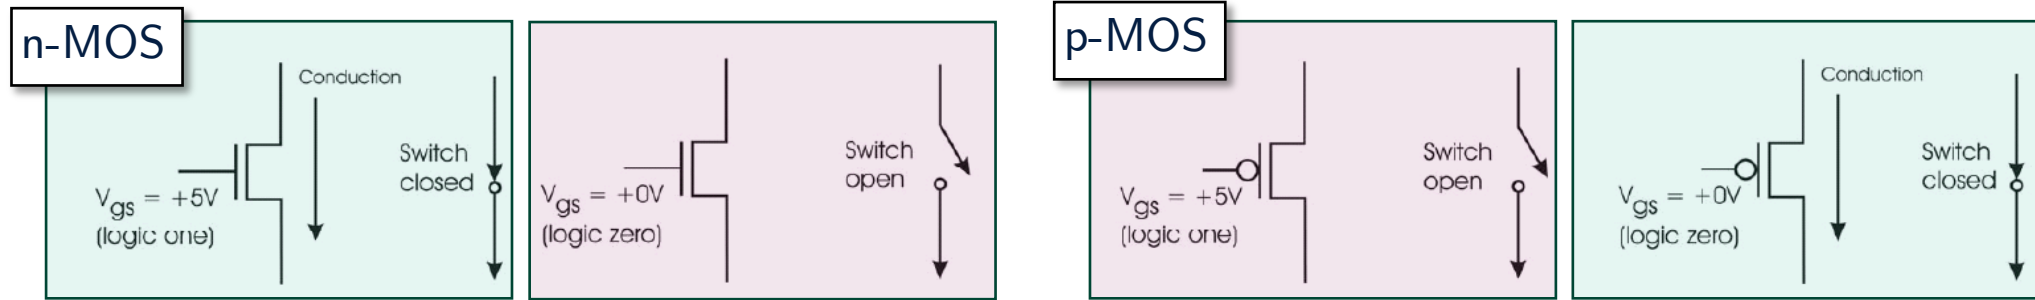 n-MOS
Conduction
Switch
closed
Vgs = +5V
(logic one)
Switch
open
Vgs = +0V
(logic zero)
p-MOS
Switch
open
Vgs = +5V
(logic one)
Conduction
Switch
closed
Vgs = +0V
(logic zero)